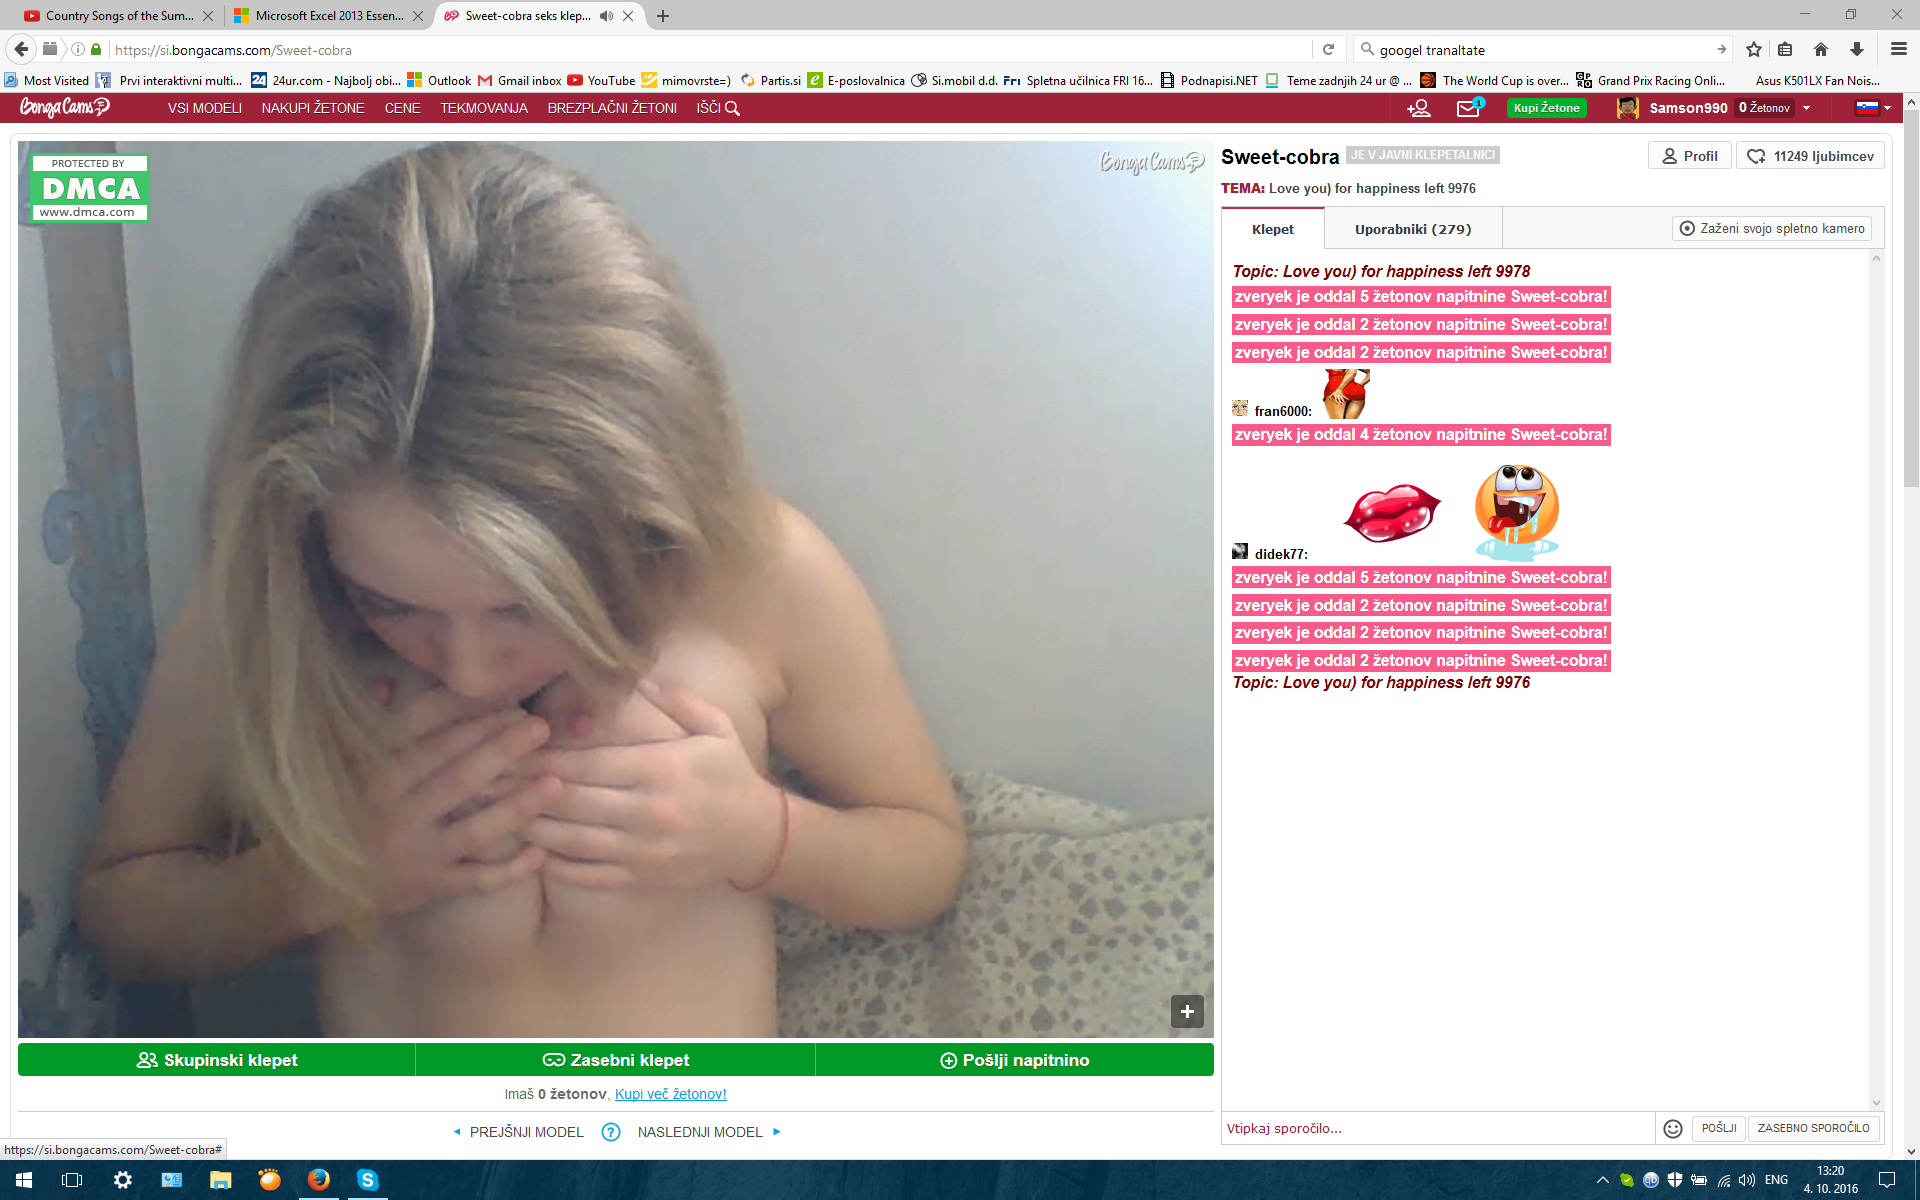 Country Songs of the Sum...
Microsoft Excel 2013 Essen...
Sweet-cobra seks klep...
https://si.bongacams.com/Sweet-cobra
googel tranaltate
Most Visited
Prvi interaktivni multi...
24ur.com - Najbolj obi...
Outlook
Gmail inbox
YouTube
mimovrste=)
Partis.si
E-poslovalnica
Si.mobil d.d.
Spletna učilnica FRI 16...
Podnapisi.NET
Teme zadnjih 24 ur @ ...
The World Cup is over...
Grand Prix Racing Onli...
Asus K501LX Fan Nois...
BongaCams
VSI MODELI
NAKUPI ŽETONE
CENE
TEKMOVANJA
BREZPLAČNI ŽETONI
IŠČI
1
Kupi Žetone
Samson990
0 Žetonov
PROTECTED BY
DMCA
www.dmca.com
BongaCams
Sweet-cobra
JE V JAVNI KLEPETALNICI
Profil
11249 ljubimcev
TEMA: Love you) for happiness left 9976
Klepet
Uporabniki (279)
Zaženi svojo spletno kamero
Topic: Love you) for happiness left 9978
zveryek je oddal 5 žetonov napitnine Sweet-cobra!
zveryek je oddal 2 žetonov napitnine Sweet-cobra!
zveryek je oddal 2 žetonov napitnine Sweet-cobra!
fran6000:
zveryek je oddal 4 žetonov napitnine Sweet-cobra!
didek77:
zveryek je oddal 5 žetonov napitnine Sweet-cobra!
zveryek je oddal 2 žetonov napitnine Sweet-cobra!
zveryek je oddal 2 žetonov napitnine Sweet-cobra!
zveryek je oddal 2 žetonov napitnine Sweet-cobra!
Topic: Love you) for happiness left 9976
Skupinski klepet
Zasebni klepet
Pošlji napitnino
Imaš 0 žetonov, Kupi več žetonov!
PREJŠNJI MODEL
?
NASLEDNJI MODEL
Vtipkaj sporočilo...
POŠLJI
ZASEBNO SPOROČILO
https://si.bongacams.com/Sweet-cobra#
ENG
13:20
4. 10. 2016